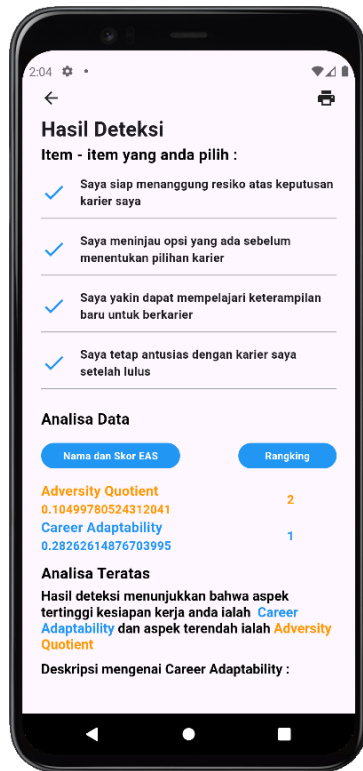 2:04
Hasil Deteksi
Item - item yang anda pilih :
Saya siap menanggung resiko atas keputusan
karier saya
Saya meninjau opsi yang ada sebelum
menentukan pilihan karier
Saya yakin dapat mempelajari keterampilan
baru untuk berkarier
Saya tetap antusias dengan karier saya
setelah lulus
Analisa Data
Nama dan Skor EAS
Rangking
Adversity Quotient
0.10499780524312041
2
Career Adaptability
0.28262614876703995
1
Analisa Teratas
Hasil deteksi menunjukkan bahwa aspek
tertinggi kesiapan kerja anda ialah Career
Adaptability dan aspek terendah ialah Adversity
Quotient
Deskripsi mengenai Career Adaptability :